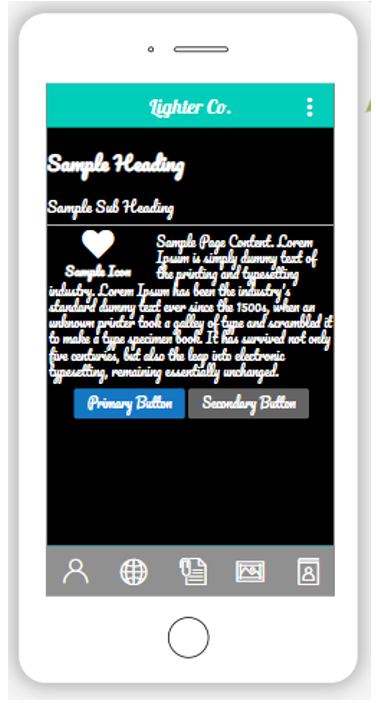 Lighter Co.
Sample Heading
Sample Sub Heading
Sample Icon
Sample Page Content. Lorem
Ipsum is simply dummy text of
the printing and typesetting
industry. Lorem Ipsum has been the industry's
standard dummy text ever since the 1500s, when an
unknown printer took a galley of type and scrambled it
to make a type specimen book. It has survived not only
five centuries, but also the leap into electronic
typesetting, remaining essentially unchanged.
Primary Button
Secondary Button